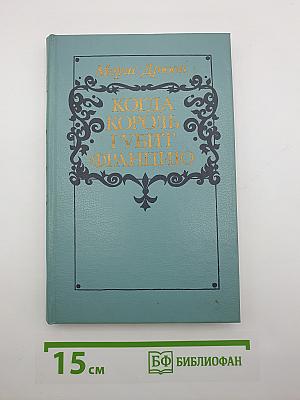 Морис Дрюон
КОГДА
КОРОЛЬ
ГУБИТ
ФРАНЦИЮ
15 см
БФ БИБЛИОФАН